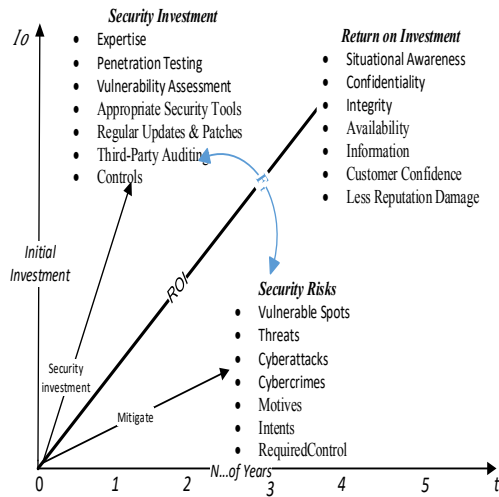 Security Investment
Io
• Expertise
• Penetration Testing
• Vulnerability Assessment
• Appropriate Security Tools
• Regular Updates & Patches
• Third-Party Auditing
• Controls
Return on Investment
• Situational Awareness
• Confidentiality
• Integrity
• Availability
• Information
• Customer Confidence
• Less Reputation Damage
Initial
Investment
ROI
Security
investment
Mitigate
Security Risks
• Vulnerable Spots
• Threats
• Cyberattacks
• Cybercrimes
• Motives
• Intents
• RequiredControl
0 1 2 3 4 5 t
N...of Years